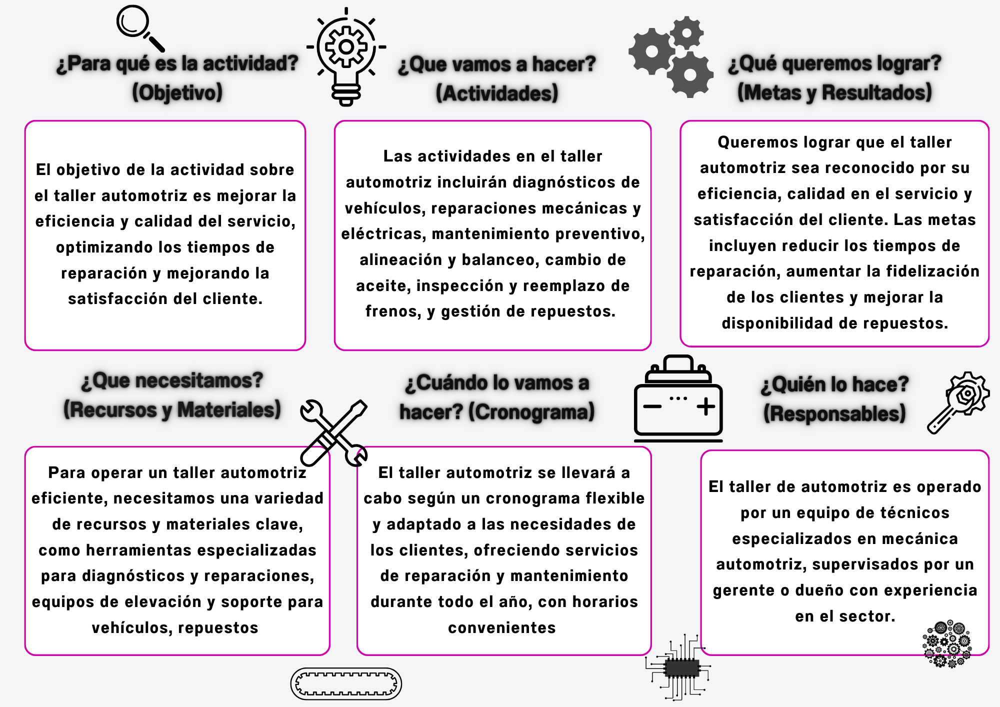 ¿Para qué es la actividad?
(Objetivo)
El objetivo de la actividad sobre
el taller automotriz es mejorar la
eficiencia y calidad del servicio,
optimizando los tiempos de
reparación y mejorando la
satisfacción del cliente.
¿Que vamos a hacer?
(Actividades)
Las actividades en el taller
automotriz incluirán diagnósticos de
vehículos, reparaciones mecánicas y
eléctricas, mantenimiento preventivo,
alineación y balanceo, cambio de
aceite, inspección y reemplazo de
frenos, y gestión de repuestos.
¿Qué queremos lograr?
(Metas y Resultados)
Queremos lograr que el taller
automotriz sea reconocido por su
eficiencia, calidad en el servicio y
satisfacción del cliente. Las metas
incluyen reducir los tiempos de
reparación, aumentar la fidelización
de los clientes y mejorar la
disponibilidad de repuestos.
¿Que necesitamos?
(Recursos y Materiales)
Para operar un taller automotriz
eficiente, necesitamos una variedad
de recursos y materiales clave,
como herramientas especializadas
para diagnósticos y reparaciones,
equipos de elevación y soporte para
vehículos, repuestos
¿Cuándo lo vamos a
hacer? (Cronograma)
El taller automotriz se llevará a
cabo según un cronograma flexible
y adaptado a las necesidades de
los clientes, ofreciendo servicios
de reparación y mantenimiento
durante todo el año, con horarios
convenientes
¿Quién lo hace?
(Responsables)
El taller de automotriz es operado
por un equipo de técnicos
especializados en mecánica
automotriz, supervisados por un
gerente o dueño con experiencia
en el sector.